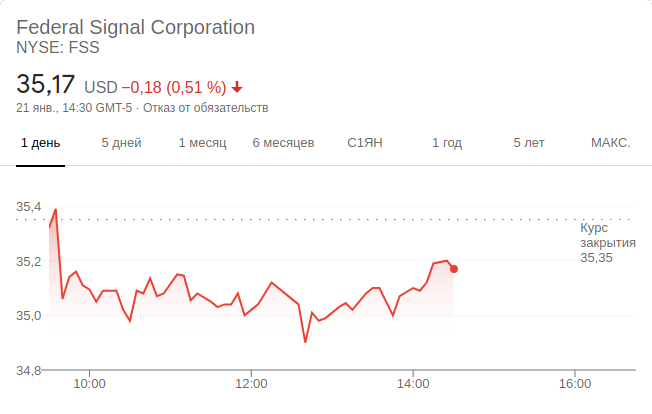 Federal Signal Corporation
NYSE: FSS
35,17 USD −0,18 (0,51 %)
21 янв., 14:30 GMT-5 · Отказ от обязательств
1 день 5 дней 1 месяц 6 месяцев С1ЯН 1 год 5 лет МАКС.
35,4
Курс
закрытия
35,35
35,2
35,0
34,8
10:00 12:00 14:00 16:00